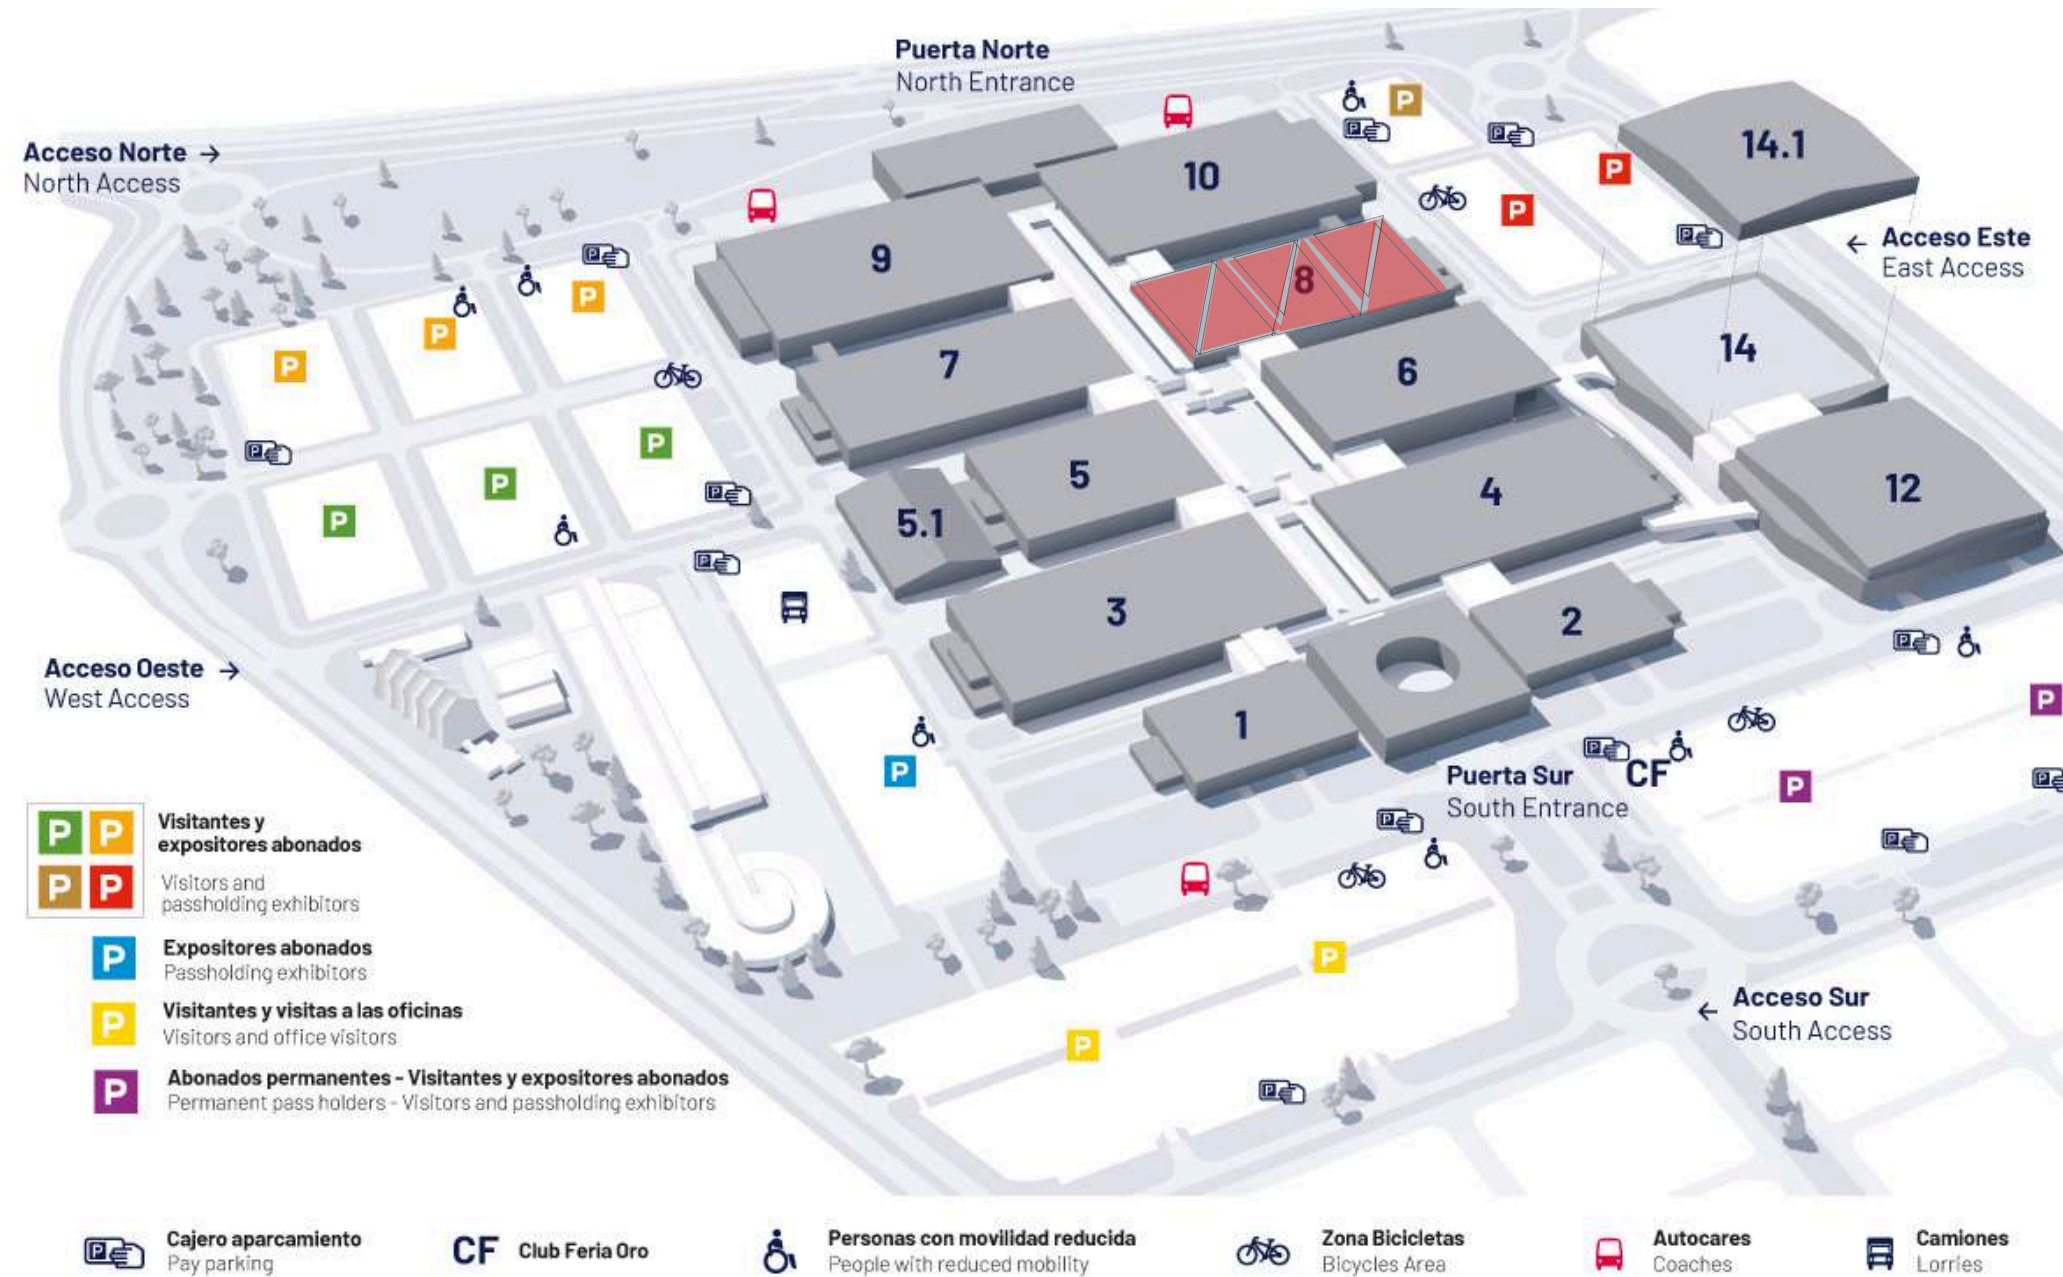 Puerta Norte
North Entrance
P
Acceso Norte →
North Access
14.1
10
P
P
Acceso Este
← East Access
9
8
P
P
P
7
6
14
P
P
5
4
12
P
5.1
3
2
Acceso Oeste →
West Access
1
P
P
Puerta Sur
South Entrance
CF
P
P P
P P
Visitantes y
expositores abonados
Visitors and
passholding exhibitors
P
Expositores abonados
Passholding exhibitors
P
Visitantes y visitas a las oficinas
Visitors and office visitors
P
Abonados permanentes - Visitantes y expositores abonados
Permanent pass holders - Visitors and passholding exhibitors
P
P
← Acceso Sur
South Access
P Cajero aparcamiento
Pay parking
CF Club Feria Oro
Personas con movilidad reducida
People with reduced mobility
Zona Bicicletas
Bicycles Area
Autocares
Coaches
Camiones
Lorries